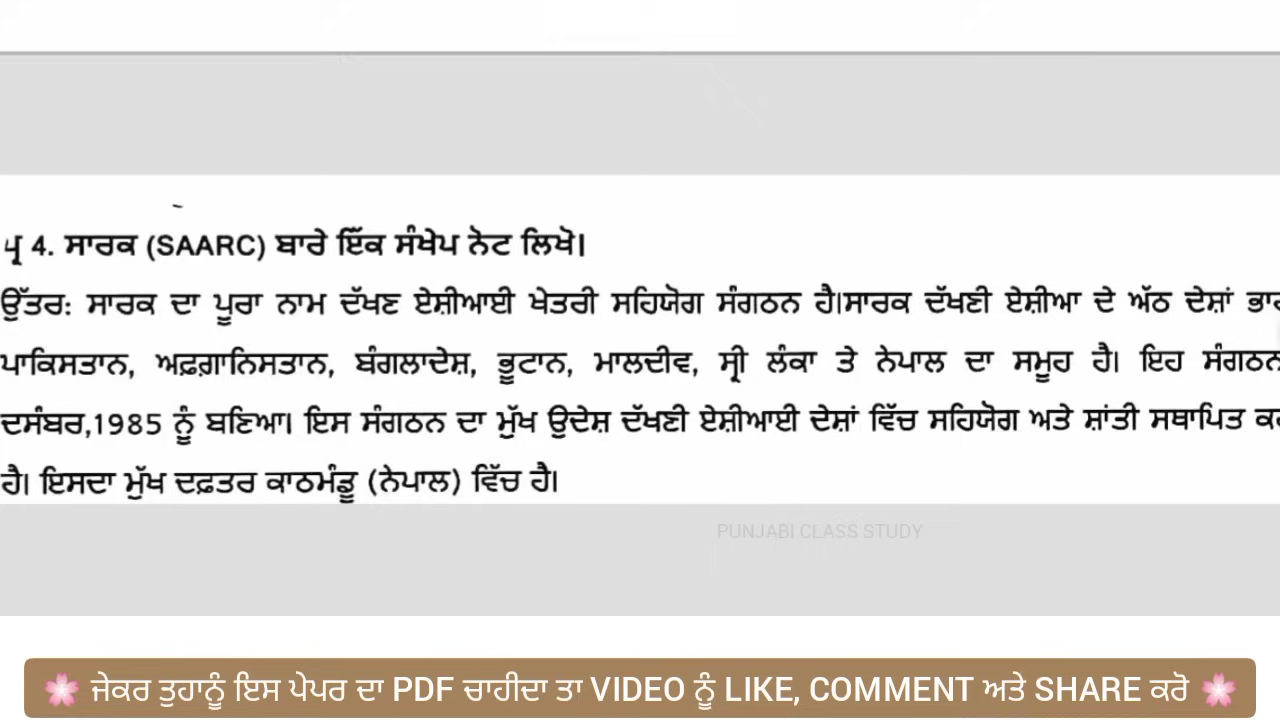 ਪ੍ਰ 4. ਸਾਰਕ (SAARC) ਬਾਰੇ ਇੱਕ ਸੰਖੇਪ ਨੋਟ ਲਿਖੋ।
ਉੱਤਰ: ਸਾਰਕ ਦਾ ਪੂਰਾ ਨਾਮ ਦੱਖਣ ਏਸ਼ੀਆਈ ਖੇਤਰੀ ਸਹਿਯੋਗ ਸੰਗਠਨ ਹੈ।ਸਾਰਕ ਦੱਖਣੀ ਏਸ਼ੀਆ ਦੇ ਅੱਠ ਦੇਸ਼ਾਂ
ਪਾਕਿਸਤਾਨ, ਅਫ਼ਗ਼ਾਨਿਸਤਾਨ, ਬੰਗਲਾਦੇਸ਼, ਭੂਟਾਨ, ਮਾਲਦੀਵ, ਸ੍ਰੀ ਲੰਕਾ ਤੇ ਨੇਪਾਲ ਦਾ ਸਮੂਹ ਹੈ। ਇਹ ਸੰਗਠਨ
ਦਸੰਬਰ,1985 ਨੂੰ ਬਣਿਆ। ਇਸ ਸੰਗਠਨ ਦਾ ਮੁੱਖ ਉਦੇਸ਼ ਦੱਖਣੀ ਏਸ਼ੀਆਈ ਦੇਸ਼ਾਂ ਵਿੱਚ ਸਹਿਯੋਗ ਅਤੇ ਸ਼ਾਂਤੀ ਸਥਾਪਿਤ
ਹੈ। ਇਸਦਾ ਮੁੱਖ ਦਫ਼ਤਰ ਕਾਠਮੰਡੂ (ਨੇਪਾਲ) ਵਿੱਚ ਹੈ।
PUNJABI CLASS STUDY
🌸 ਜੇਕਰ ਤੁਹਾਨੂੰ ਇਸ ਪੇਪਰ ਦਾ PDF ਚਾਹੀਦਾ ਤਾ VIDEO ਨੂੰ LIKE, COMMENT ਅਤੇ SHARE ਕਰੋ 🌸